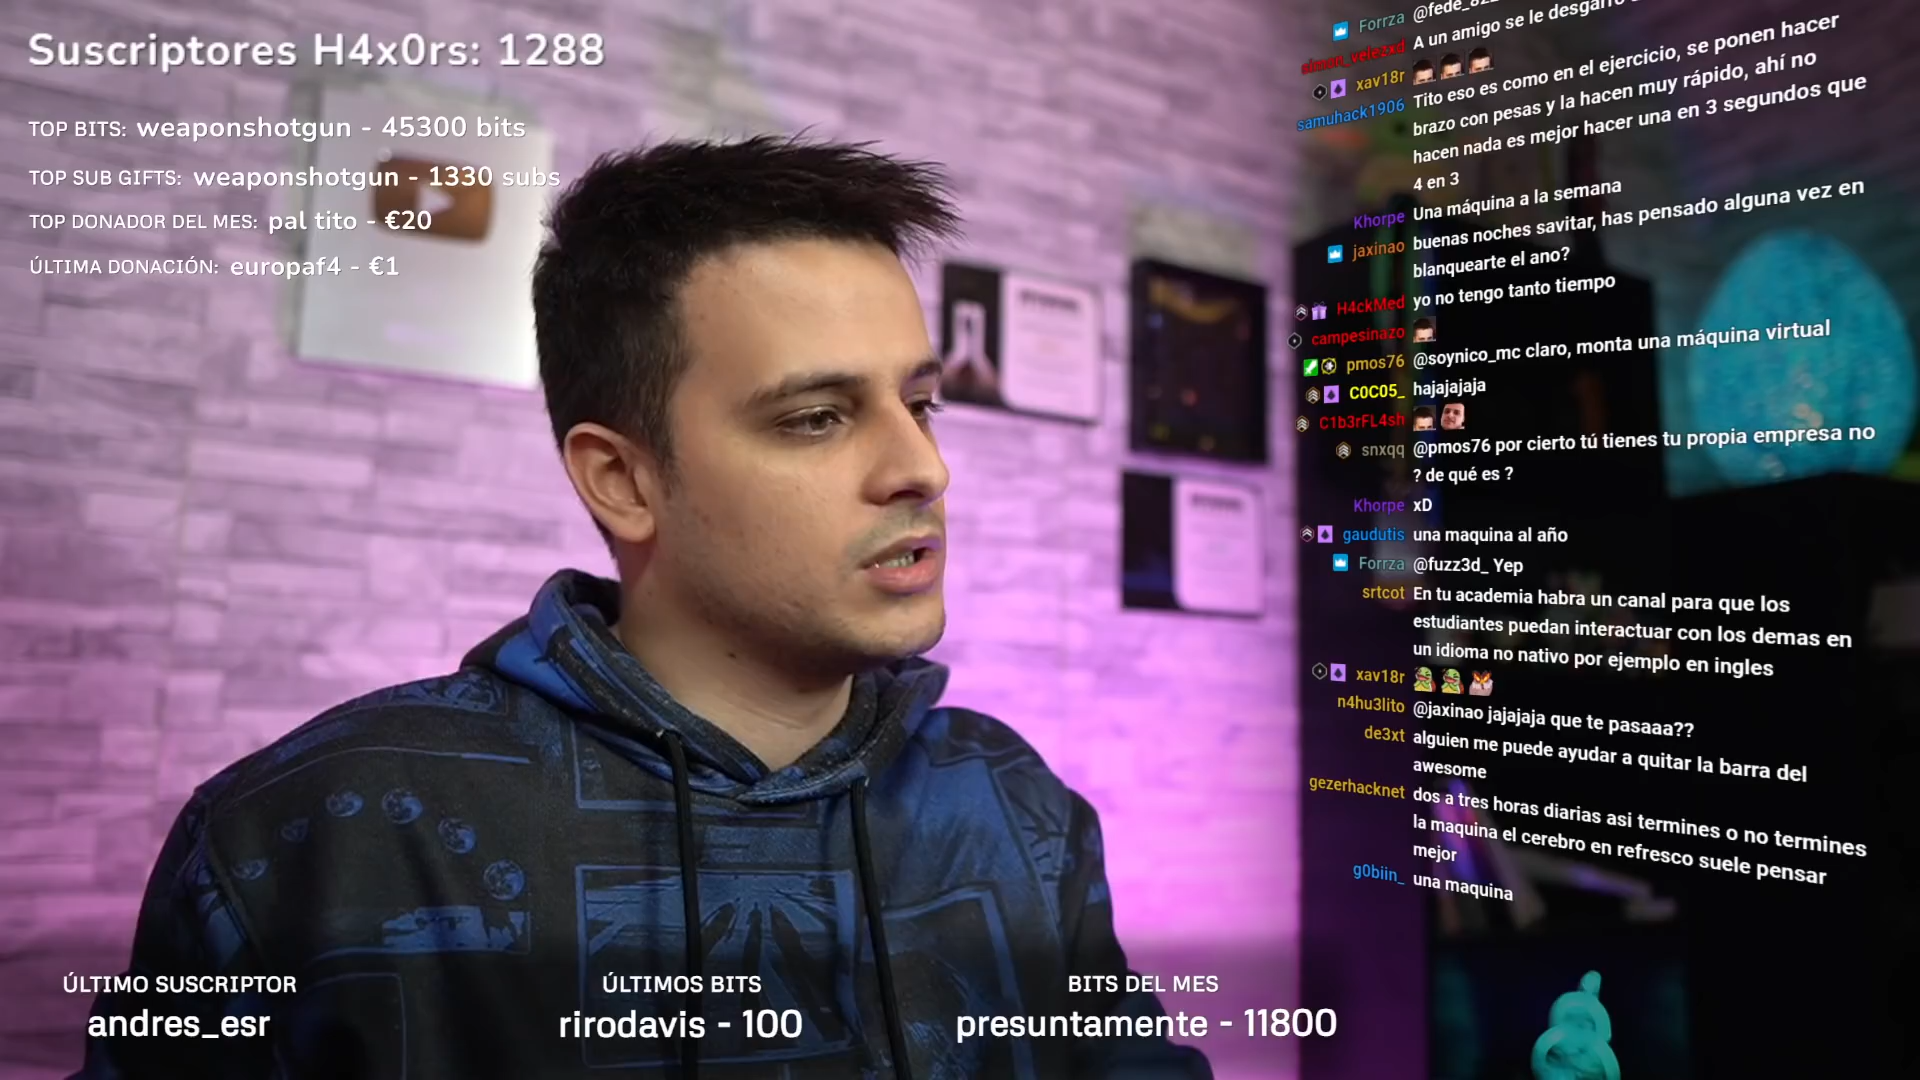 Suscriptores H4x0rs: 1288
TOP BITS: weaponshotgun - 45300 bits
TOP SUB GIFTS: weaponshotgun - 1330 subs
TOP DONADOR DEL MES: pal tito - €20
ÚLTIMA DONACIÓN: europaf4 - €1
Forrza
simon_velezxd A un amigo se le
xav18r
samuhack1906 Tito eso es como en el ejercicio, se ponen hacer
brazo con pesas y la hacen muy rápido, ahí no
hacen nada es mejor hacer una en 3 segundos que
4 en 3
Khorpe Una máquina a la semana
jaxinao buenas noches savitar, has pensado alguna vez en
blanquearte el ano?
H4ckMed yo no tengo tanto tiempo
campesinazo
pmos76 @soynico_mc claro, monta una máquina virtual
C0C05_ hajajajaja
C1b3rFL4sh
snxqq @pmos76 por cierto tú tienes tu propia empresa no
? de qué es ?
Khorpe xD
gaudutis una maquina al año
Forrza @fuzz3d_ Yep
srtcot En tu academia habra un canal para que los
estudiantes puedan interactuar con los demas en
un idioma no nativo por ejemplo en ingles
xav18r
n4hu3lito @jaxinao jajajaja que te pasaaa??
de3xt alguien me puede ayudar a quitar la barra del
awesome
gezerhacknet dos a tres horas diarias asi termines o no termines
la maquina el cerebro en refresco suele pensar
mejor
g0biin_ una maquina
ÚLTIMO SUSCRIPTOR
andres_esr
ÚLTIMOS BITS
rirodavis - 100
BITS DEL MES
presuntamente - 11800